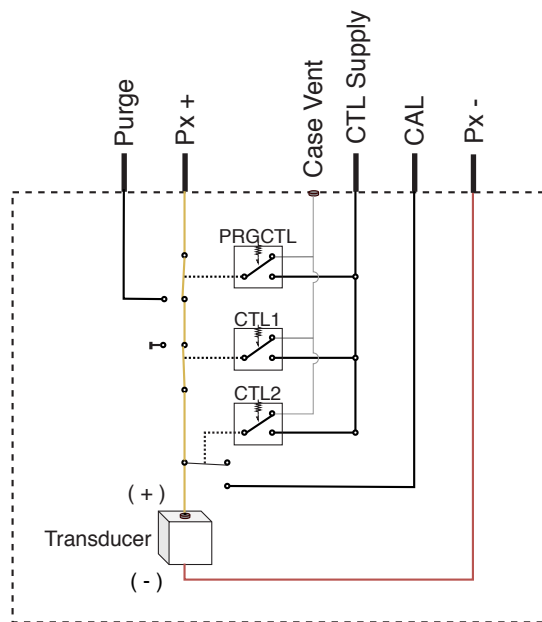 Purge
Px +
Case Vent
CTL Supply
CAL
Px -
PRGCTL
CTL1
CTL2
(+)
Transducer
(-)